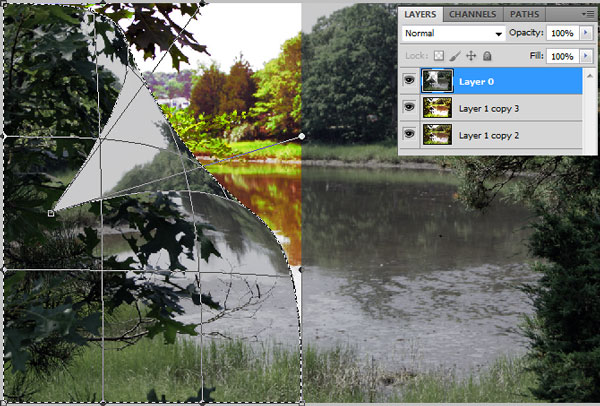 LAYERS CHANNELS PATHS
Normal Opacity: 100%
Lock: Fill: 100%
Layer 0
Layer 1 copy 3
Layer 1 copy 2